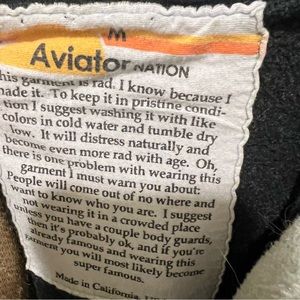 M
Aviator NATION
this garment is rad. I know because I
made it. To keep it in pristine condi-
tion I suggest washing it with like
colors in cold water and tumble dry
low. It will distress naturally and
become even more rad with age. Oh,
there is one problem with wearing this
garment I must warn you about:
People will come out of no where and
want to know who you are. I suggest
not wearing it in a crowded place
unless you have a couple body guards,
then it's probably ok, and if you're
already famous and wearing this
garment you will most likely become
super famous.
Made in California,